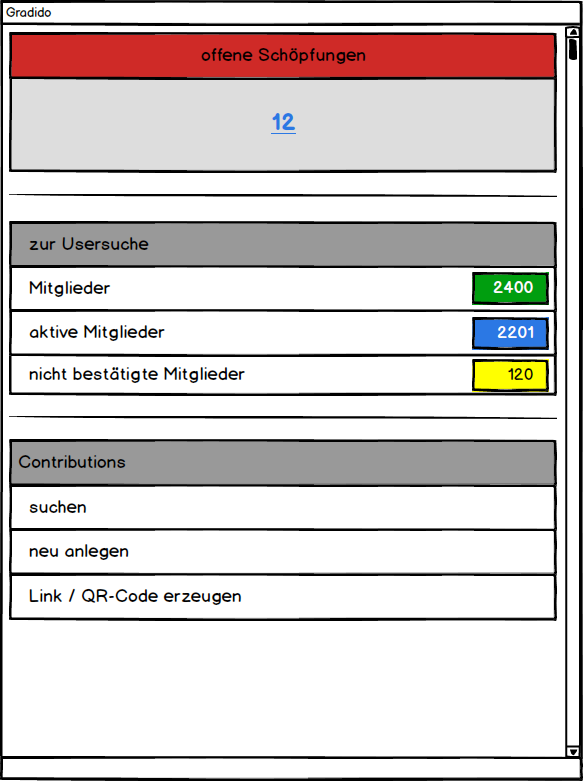 Gradido
offene Schöpfungen
12
zur Usersuche
Mitglieder 2400
aktive Mitglieder 2201
nicht bestätigte Mitglieder 120
Contributions
suchen
neu anlegen
Link / QR-Code erzeugen